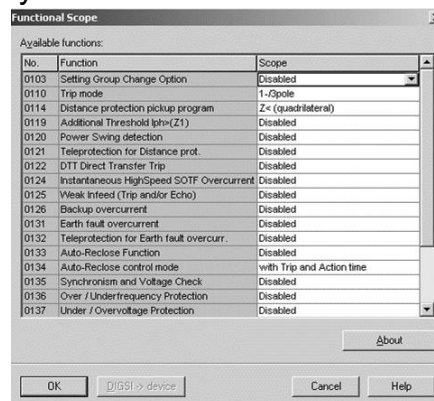 Functional Scope
Available functions:
No. Function Scope
0103 Setting Group Change Option Disabled
0110 Trip mode 1-/3pole
0114 Distance protection pickup program Z< (quadrilateral)
0119 Additional Threshold Iph>(Z1) Disabled
0120 Power Swing detection Disabled
0121 Teleprotection for Distance prot. Disabled
0122 DTT Direct Transfer Trip Disabled
0124 Instantaneous HighSpeed SOTF Overcurrent Disabled
0125 Weak Infeed (Trip and/or Echo) Disabled
0126 Backup overcurrent Disabled
0131 Earth fault overcurrent Disabled
0132 Teleprotection for Earth fault overcurr. Disabled
0133 Auto-Reclose Function Disabled
0134 Auto-Reclose control mode with Trip and Action time
0135 Synchronism and Voltage Check Disabled
0136 Over / Underfrequency Protection Disabled
0137 Under / Overvoltage Protection Disabled
About
OK DIGSI -> device Cancel Help